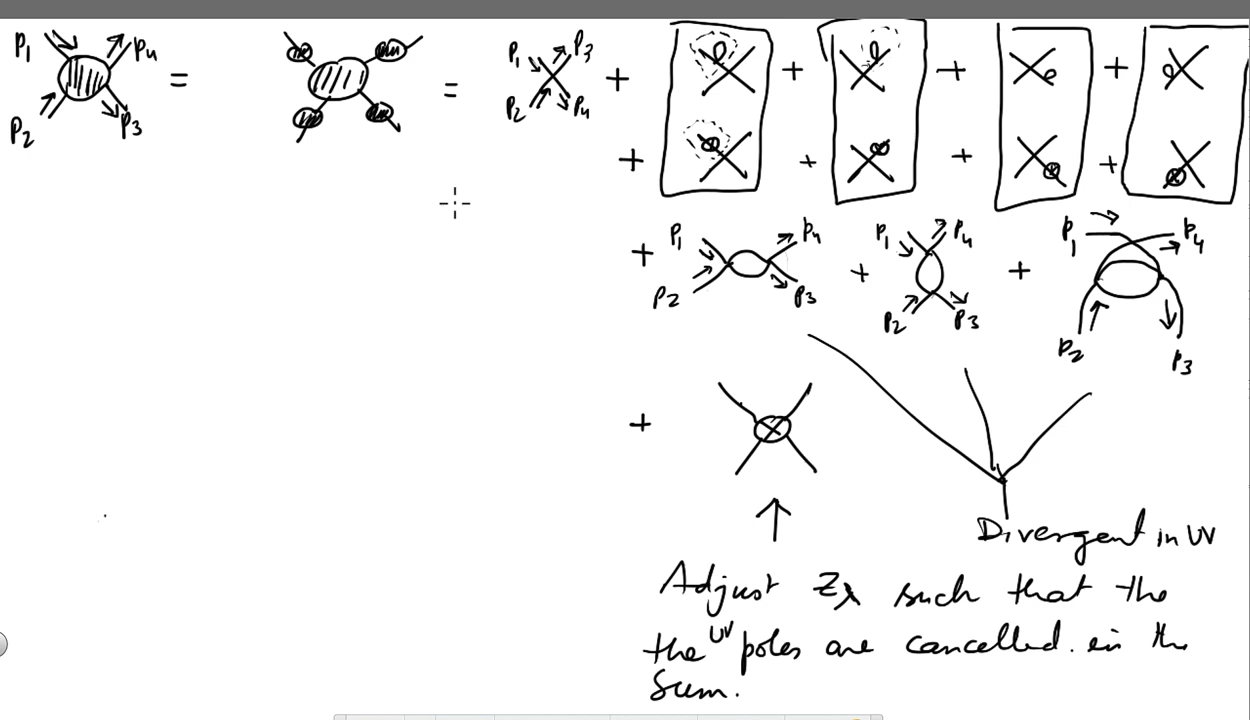 P1 P4 = = P1 P3 + + + +
P2 P3 P2 P4
+ + + +
+ P1 P4 + P1 P4 + P1 P4
P2 P3 P2 P3 P2 P3
+
Divergent in UV
Adjust Zλ such that the
the UV poles are cancelled. in the
Sum.